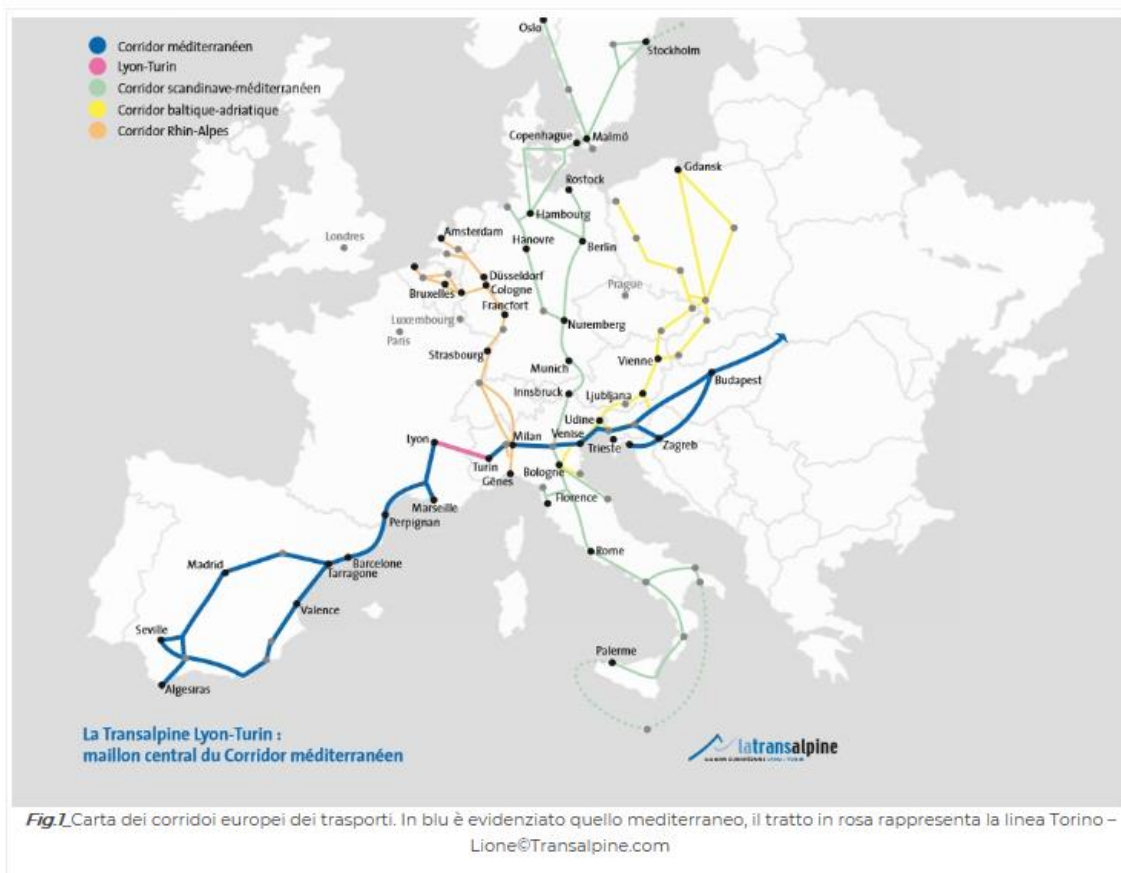 Corridor méditerranéen
Lyon-Turin
Corridor scandinave-méditerranéen
Corridor baltique-adriatique
Corridor Rhin-Alpes
Oslo
Stockholm
Copenhague
Malmö
Gdansk
Rostock
Hambourg
Londres
Amsterdam
Hanovre
Berlin
Düsseldorf
Bruxelles
Cologne
Prague
Francfort
Luxembourg
Paris
Nuremberg
Strasbourg
Vienne
Munich
Budapest
Innsbruck
Ljubljana
Udine
Lyon
Milan
Venise
Trieste
Zagreb
Turin
Gênes
Bologne
Florence
Marseille
Perpignan
Rome
Madrid
Barcelone
Tarragone
Valence
Seville
Palerme
Algesiras
La Transalpine Lyon-Turin :
maillon central du Corridor méditerranéen
latransalpine
Fig.1_Carta dei corridoi europei dei trasporti. In blu è evidenziato quello mediterraneo, il tratto in rosa rappresenta la linea Torino –
Lione©Transalpine.com